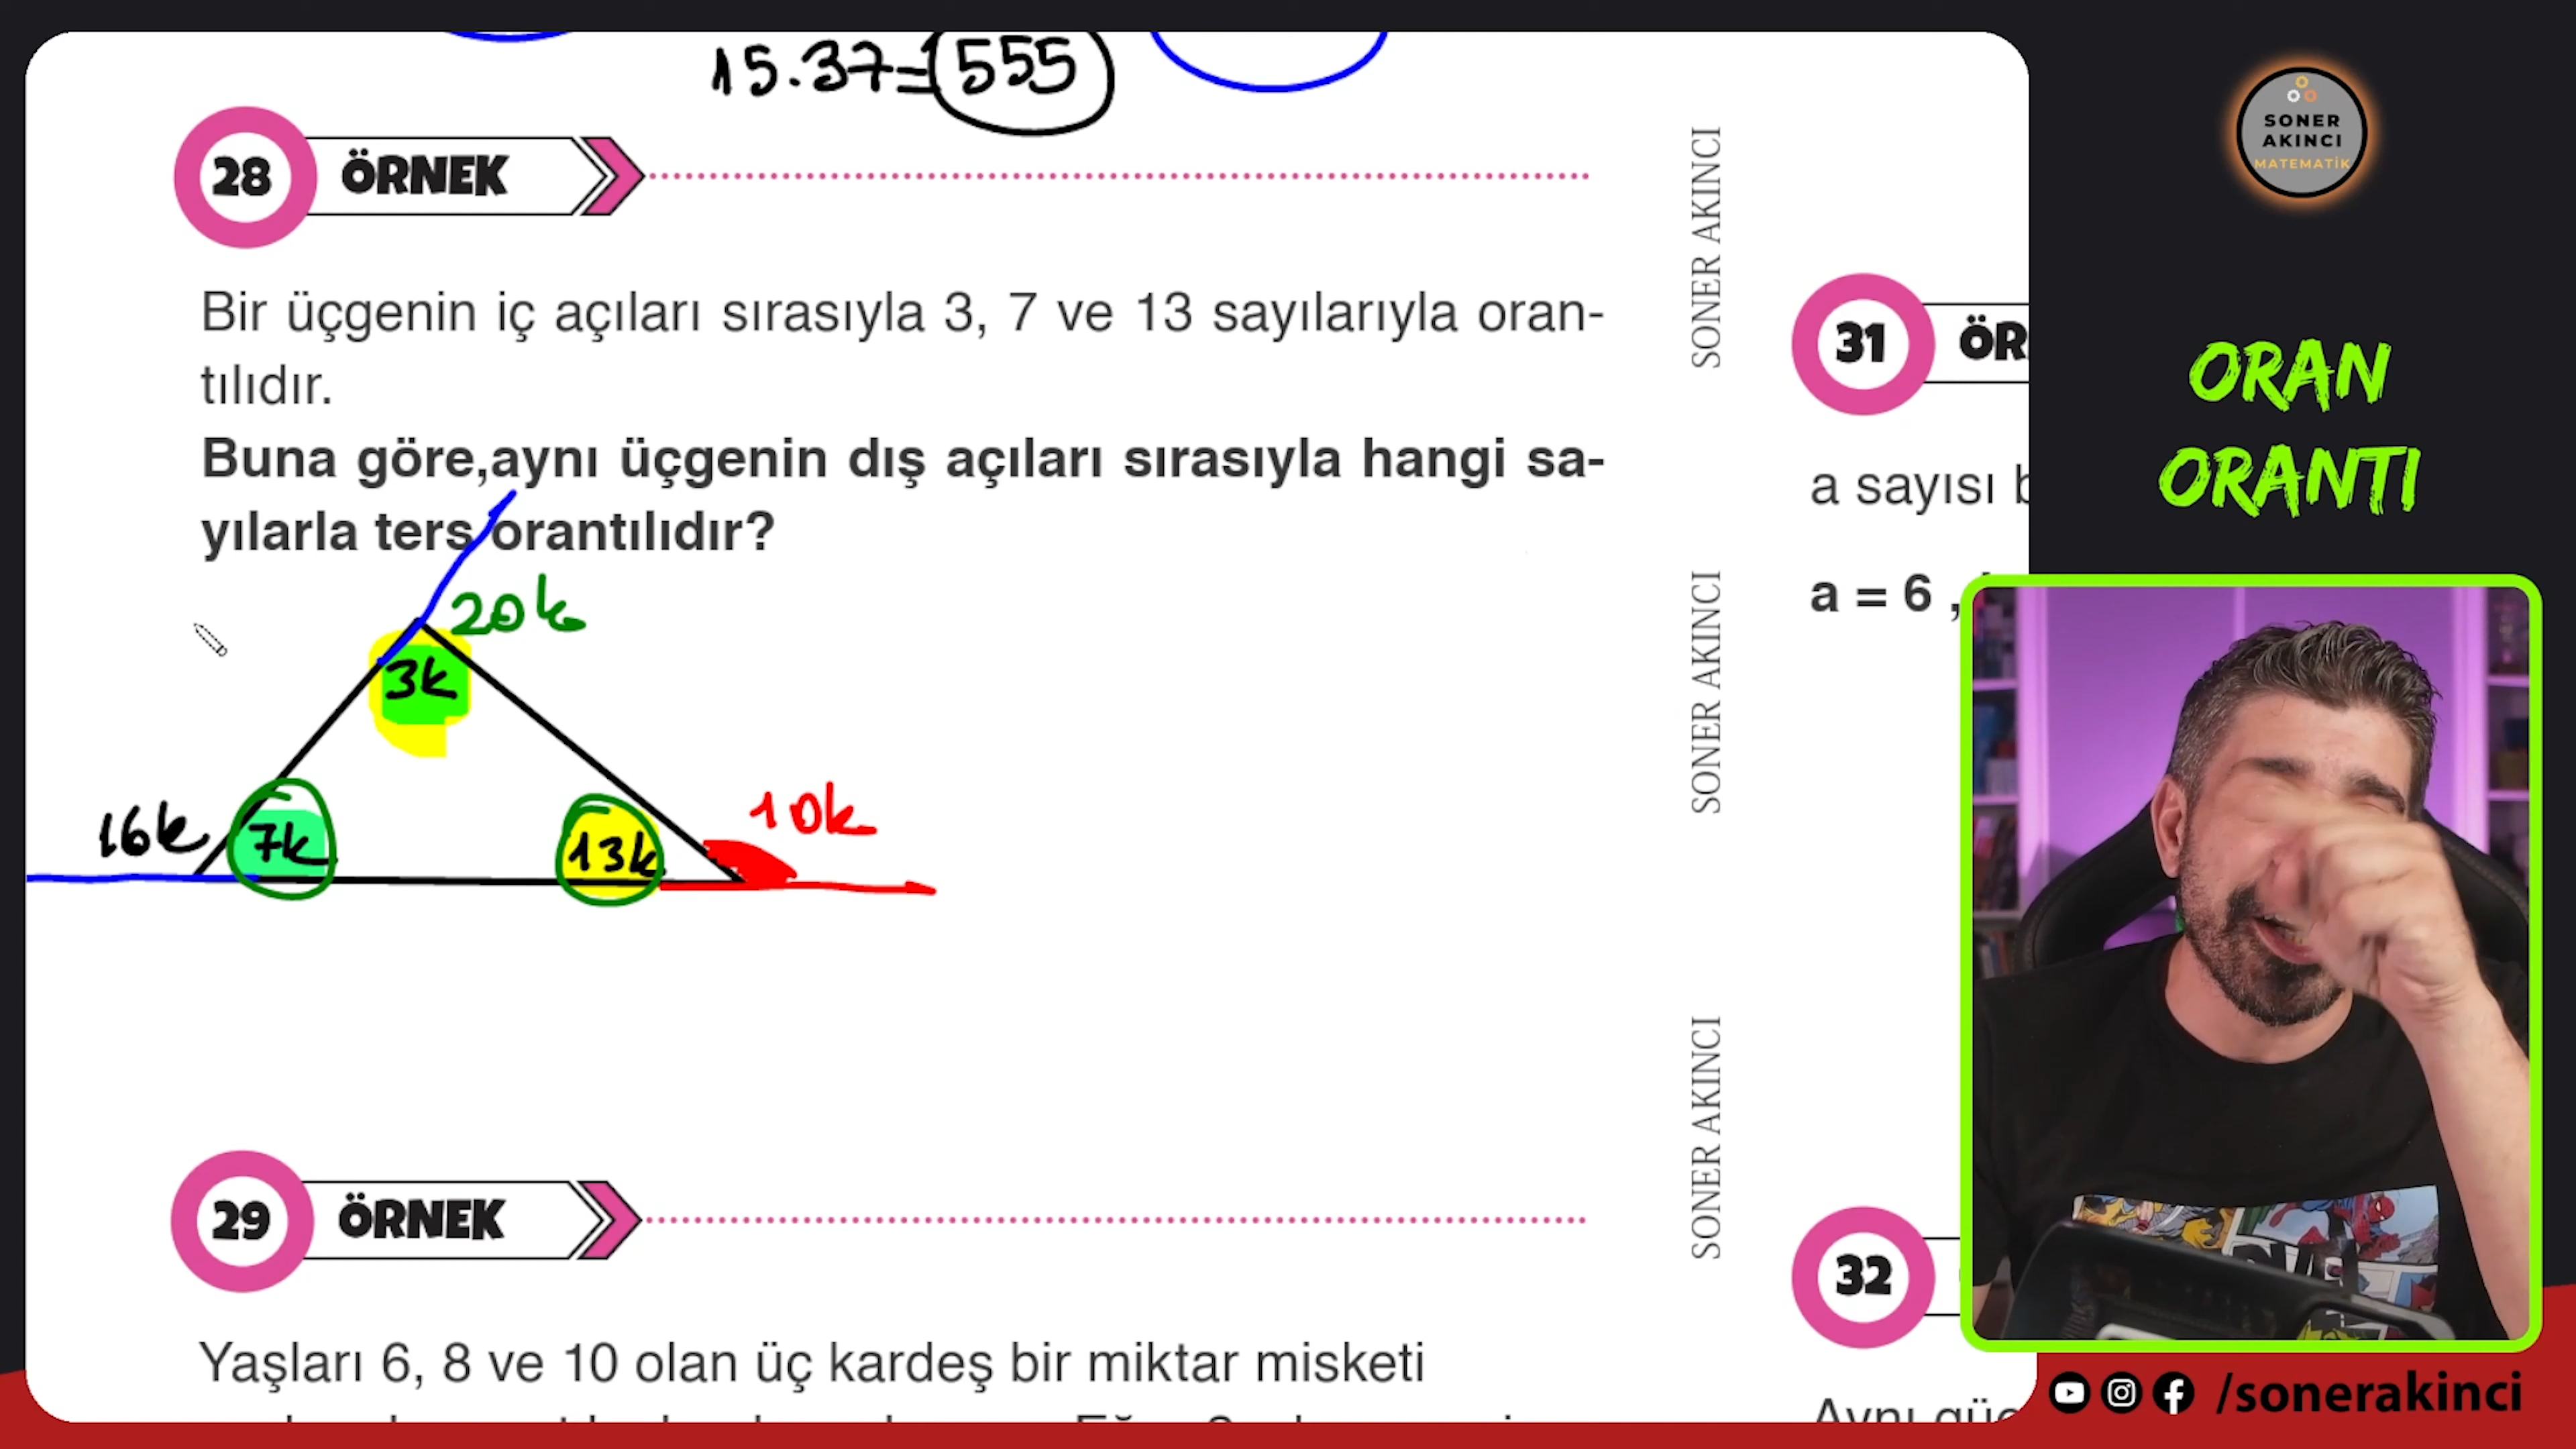 15.37=555
28 ÖRNEK
Bir üçgenin iç açıları sırasıyla 3, 7 ve 13 sayılarıyla oran-
tılıdır.
Buna göre,aynı üçgenin dış açıları sırasıyla hangi sa-
yılarla ters orantılıdır?
20k
3k
16k
7k
13k
10k
29 ÖRNEK
Yaşları 6, 8 ve 10 olan üç kardeş bir miktar misketi
SONER AKINCI
SONER AKINCI
SONER AKINCI
31 ÖR
a sayısı b
a = 6 ,
32
Aynı güç
SONER
AKINCI
MATEMATİK
ORAN
ORANTI
/sonerakinci